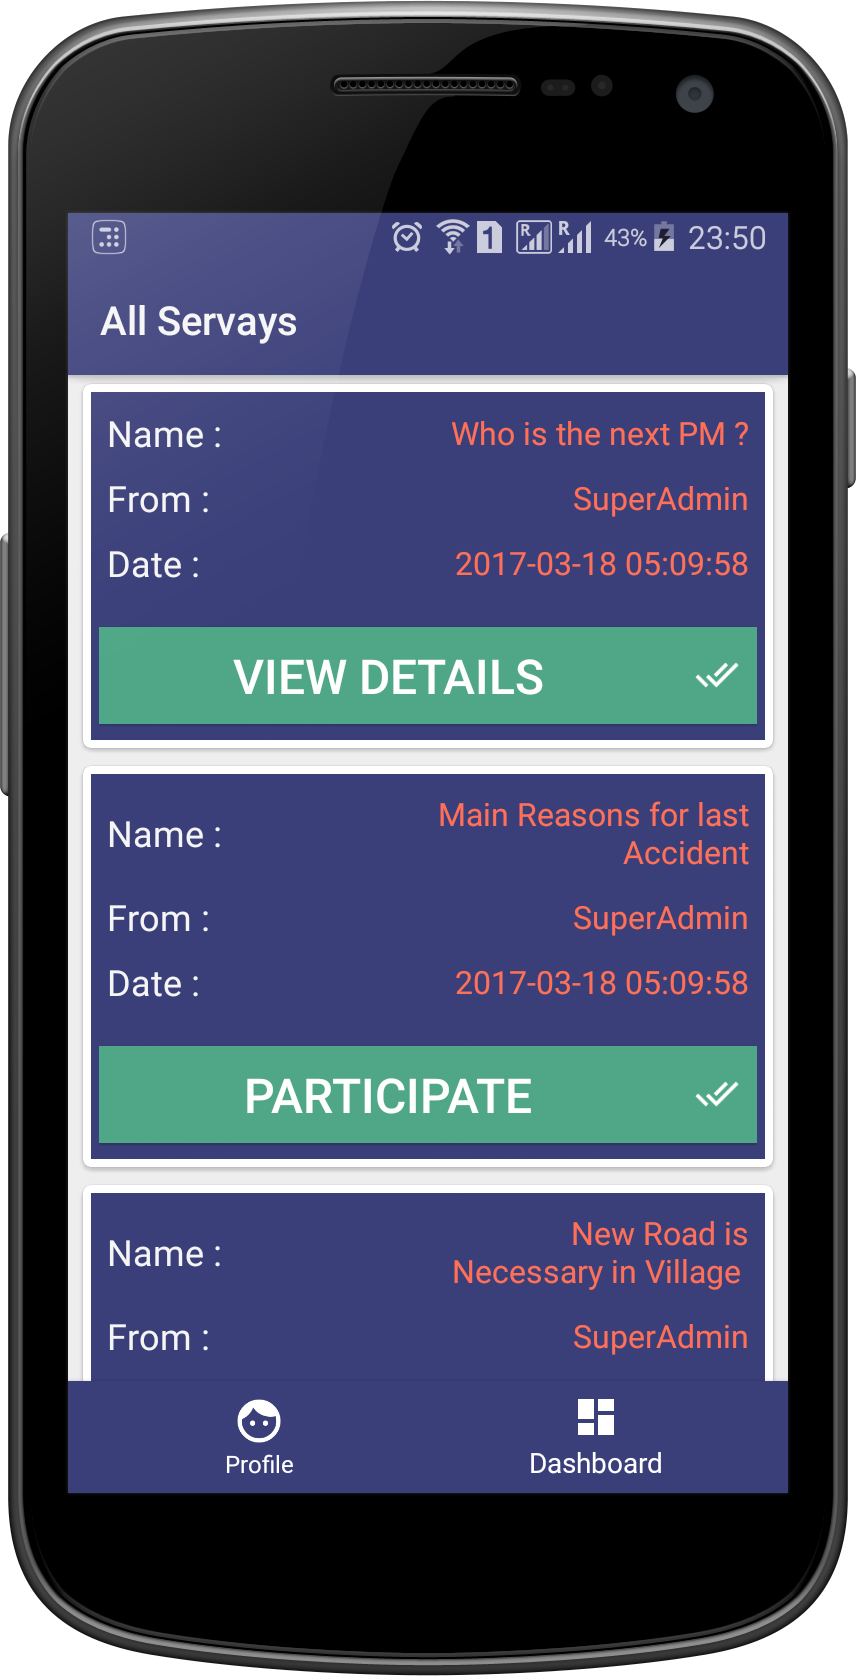 1 R R 43% 23:50
All Servays
Name : Who is the next PM ?
From : SuperAdmin
Date : 2017-03-18 05:09:58
VIEW DETAILS
Name : Main Reasons for last
Accident
From : SuperAdmin
Date : 2017-03-18 05:09:58
PARTICIPATE
Name : New Road is
Necessary in Village
From : SuperAdmin
Profile Dashboard